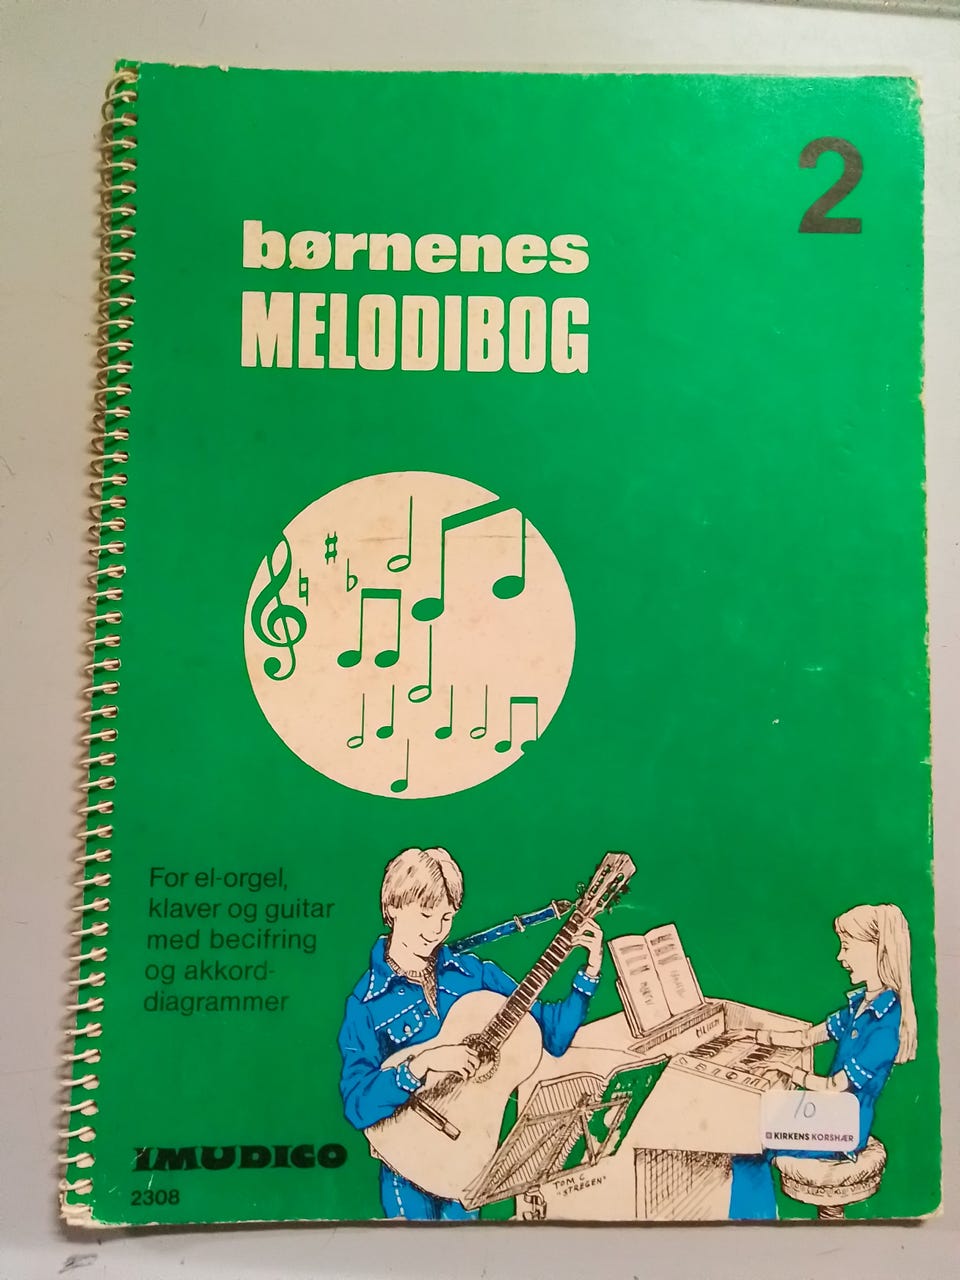 2
børnenes
MELODIBOG
For el-orgel,
klaver og guitar
med becifring
og akkord-
diagrammer
IMUDICO
2308
TOM C
"STREGEN"
10
KIRKENS KORSHÆR